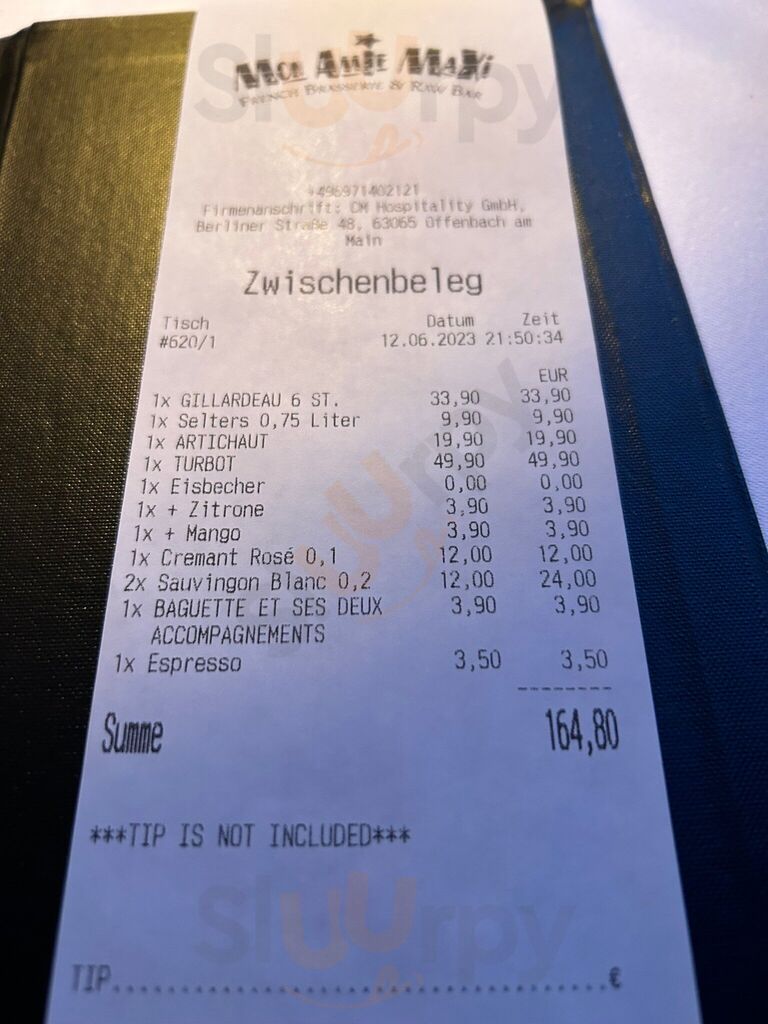 Mon Amie Maxi
French Brasserie & Raw Bar
+496971402121
Firmenanschrift: CM Hospitality GmbH,
Berliner Straße 48, 63065 Offenbach am
Main
Zwischenbeleg
Tisch Datum Zeit
#620/1 12.06.2023 21:50:34
EUR
1x GILLARDEAU 6 ST. 33,90 33,90
1x Selters 0,75 Liter 9,90 9,90
1x ARTICHAUT 19,90 19,90
1x TURBOT 49,90 49,90
1x Eisbecher 0,00 0,00
1x + Zitrone 3,90 3,90
1x + Mango 3,90 3,90
1x Cremant Rosé 0,1 12,00 12,00
2x Sauvingon Blanc 0,2 12,00 24,00
1x BAGUETTE ET SES DEUX 3,90 3,90
ACCOMPAGNEMENTS
1x Espresso 3,50 3,50
--------
Summe 164,80
***TIP IS NOT INCLUDED***
TIP........................................€
Sluurpy
Sluurpy
Sluurpy